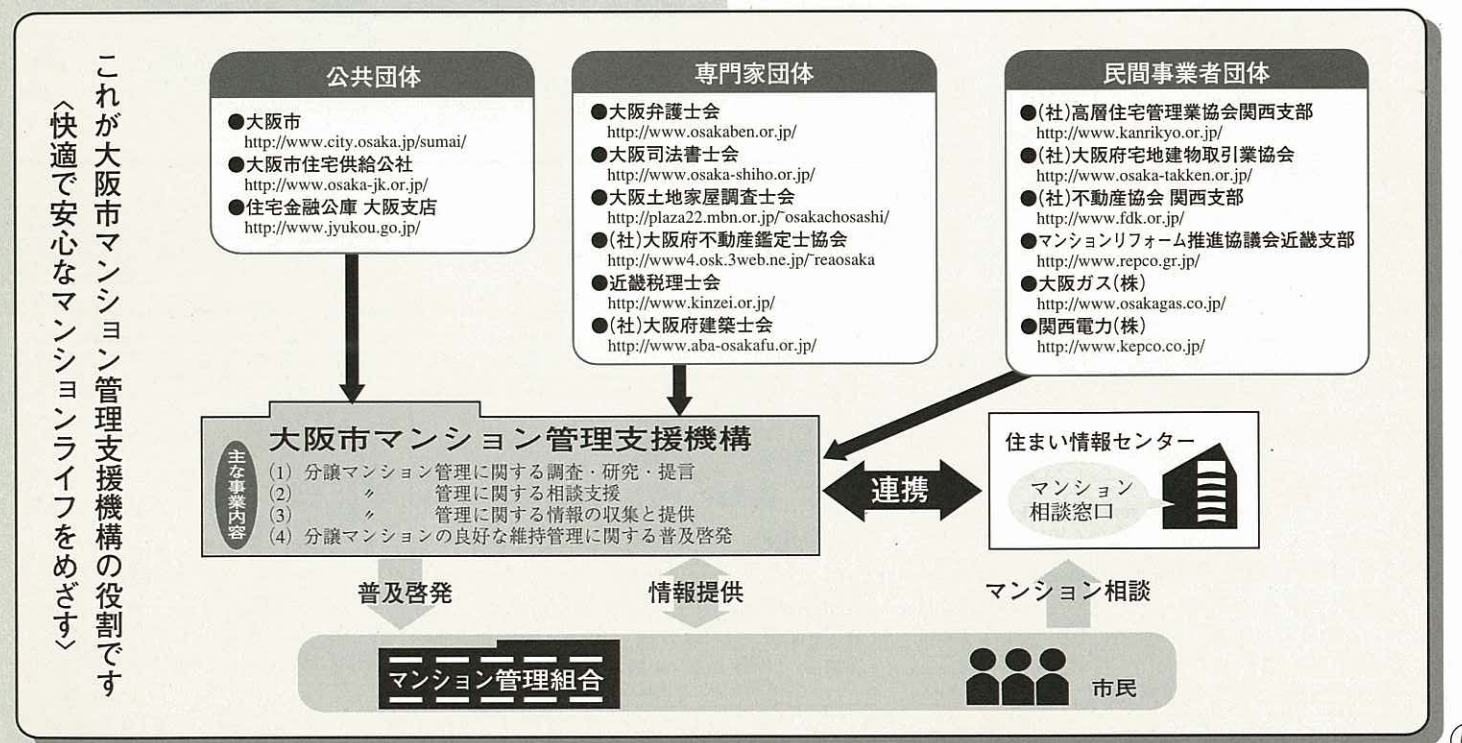 これが大阪市マンション管理支援機構の役割です
〈快適で安心なマンションライフをめざす〉
公共団体
●大阪市
http://www.city.osaka.jp/sumai/
●大阪市住宅供給公社
http://www.osaka-jk.or.jp/
●住宅金融公庫 大阪支店
http://www.jyukou.go.jp/
専門家団体
●大阪弁護士会
http://www.osakaben.or.jp/
●大阪司法書士会
http://www.osaka-shiho.or.jp/
●大阪土地家屋調査士会
http://plaza22.mbn.or.jp/~osakachosashi/
●(社)大阪府不動産鑑定士協会
http://www4.osk.3web.ne.jp/~reaosaka
●近畿税理士会
http://www.kinzei.or.jp/
●(社)大阪府建築士会
http://www.aba-osakafu.or.jp/
民間事業者団体
●(社)高層住宅管理業協会関西支部
http://www.kanrikyo.or.jp/
●(社)大阪府宅地建物取引業協会
http://www.osaka-takken.or.jp/
●(社)不動産協会 関西支部
http://www.fdk.or.jp/
●マンションリフォーム推進協議会近畿支部
http://www.repco.gr.jp/
●大阪ガス(株)
http://www.osakagas.co.jp/
●関西電力(株)
http://www.kepco.co.jp/
大阪市マンション管理支援機構
主な事業内容
(1) 分譲マンション管理に関する調査・研究・提言
(2) 〃 管理に関する相談支援
(3) 〃 管理に関する情報の収集と提供
(4) 分譲マンションの良好な維持管理に関する普及啓発
連携
住まい情報センター
マンション
相談窓口
普及啓発
情報提供
マンション相談
マンション管理組合
市民